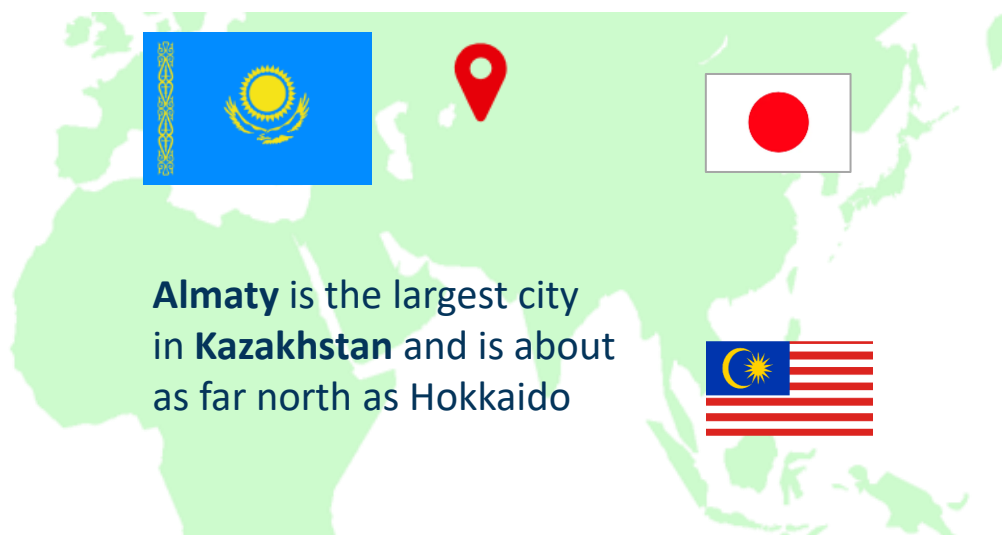 Almaty is the largest city
in Kazakhstan and is about
as far north as Hokkaido